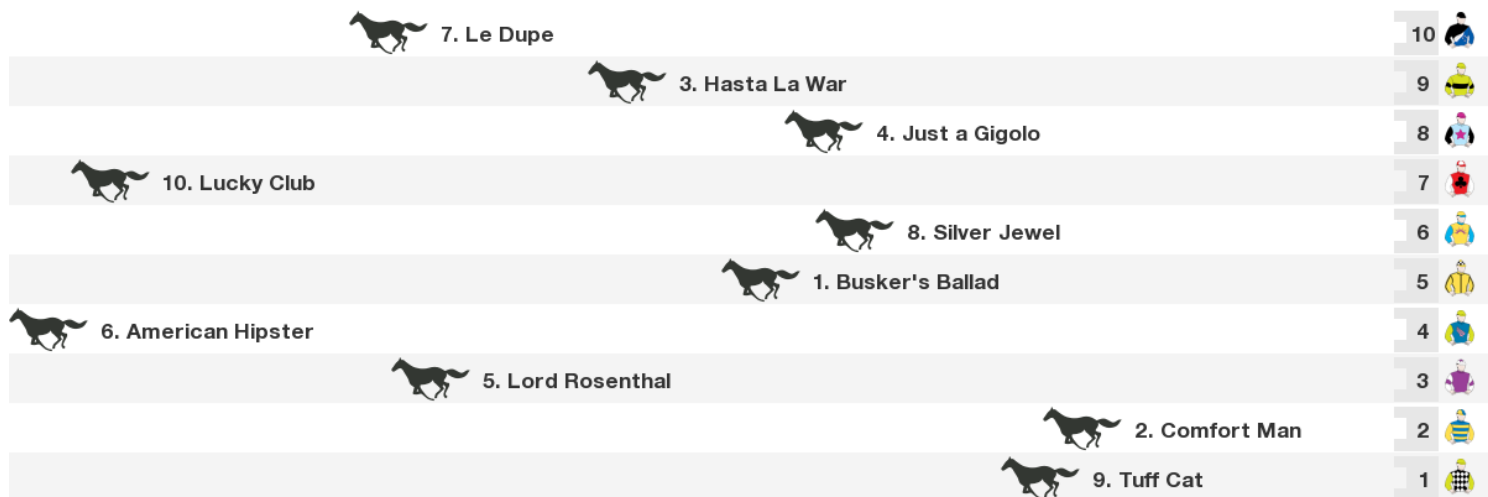 7. Le Dupe 10
3. Hasta La War 9
4. Just a Gigolo 8
10. Lucky Club 7
8. Silver Jewel 6
1. Busker's Ballad 5
6. American Hipster 4
5. Lord Rosenthal 3
2. Comfort Man 2
9. Tuff Cat 1